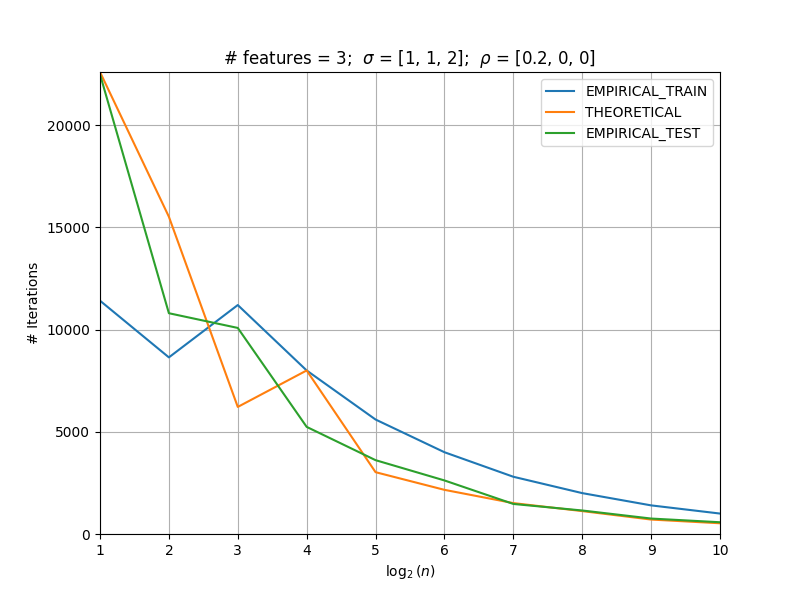 # features = 3; σ = [1, 1, 2]; ρ = [0.2, 0, 0]
EMPIRICAL_TRAIN
THEORETICAL
EMPIRICAL_TEST
# Iterations
20000
15000
10000
5000
0
1 2 3 4 5 6 7 8 9 10
log₂(n)